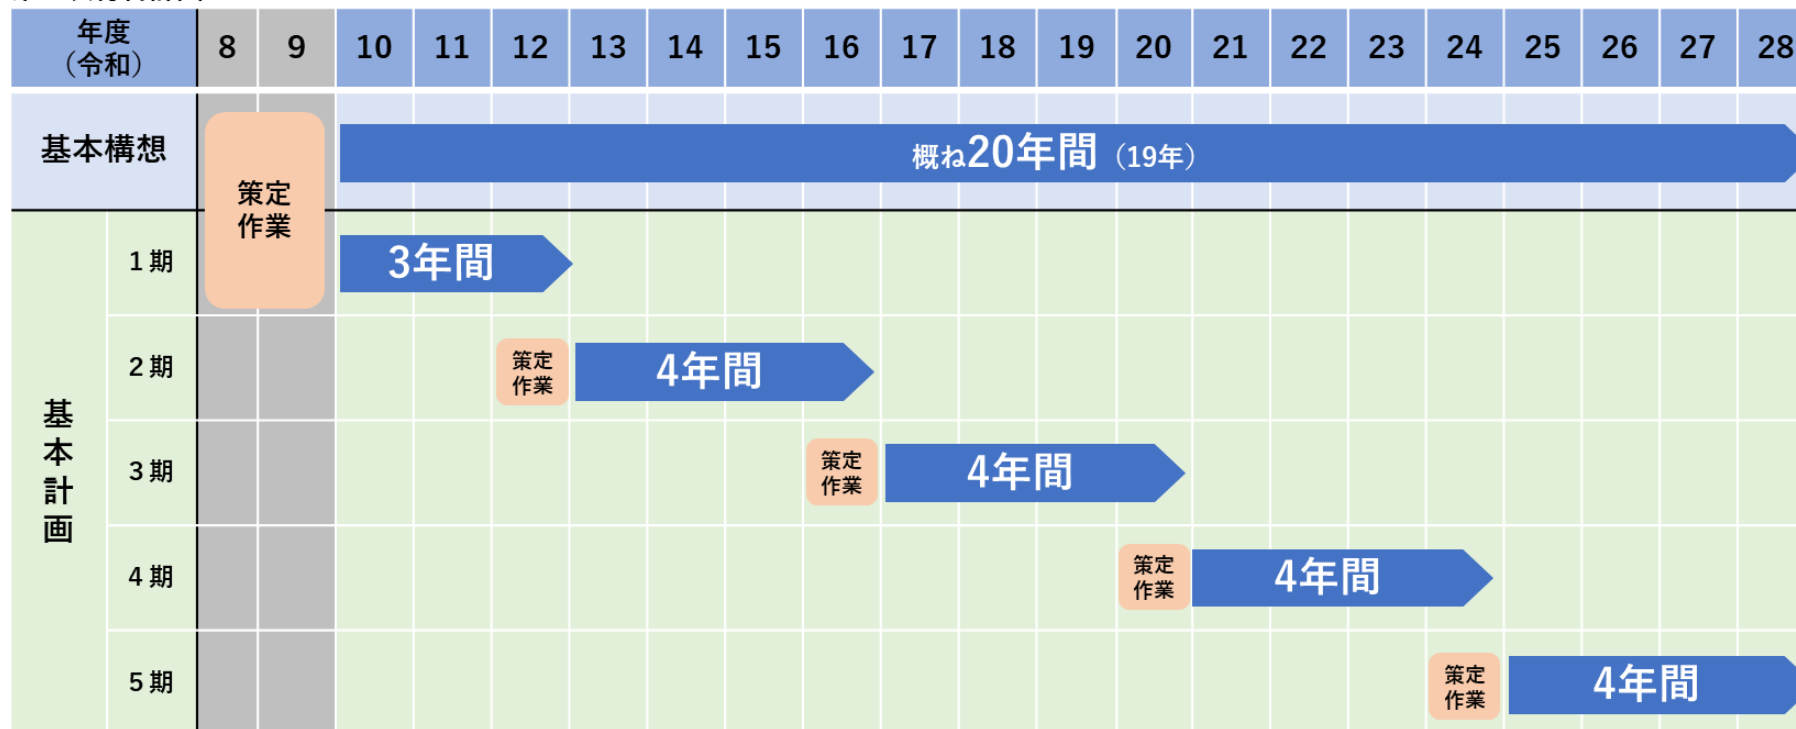 年度
(令和)
8 9 10 11 12 13 14 15 16 17 18 19 20 21 22 23 24 25 26 27 28
基本構想
概ね20年間(19年)
策定
作業
基本計画
1期
3年間
2期
策定
作業
4年間
3期
策定
作業
4年間
4期
策定
作業
4年間
5期
策定
作業
4年間